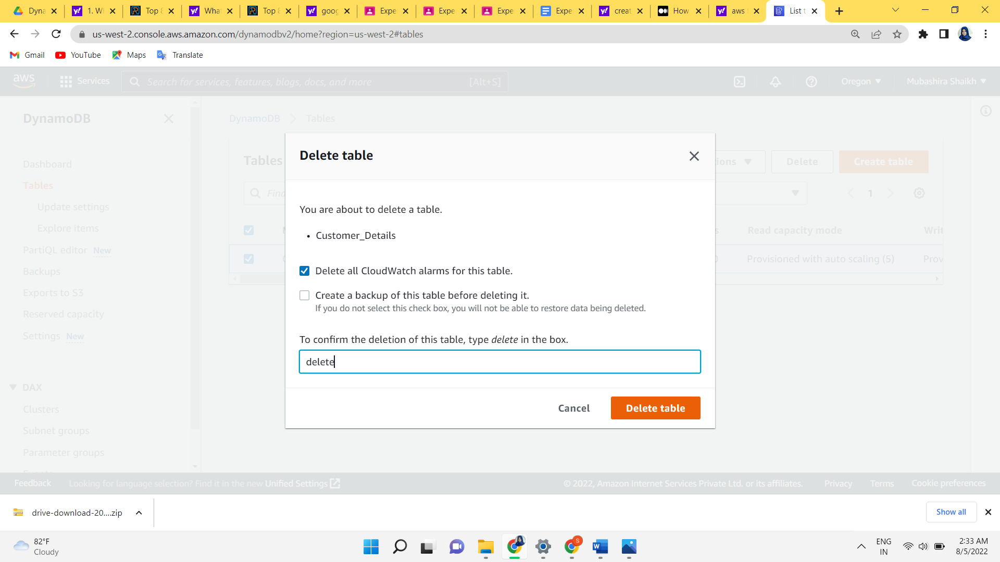 Dyna
1. Wh
Top 8
What
Top 8
goog
Expe
Expe
Expe
Expe
creat
How
aws
List t
us-west-2.console.aws.amazon.com/dynamodbv2/home?region=us-west-2#tables
Gmail
YouTube
Maps
Translate
aws
Services
Search for services, features, blogs, docs, and more
[Alt+S]
Oregon
Mubashira Shaikh
DynamoDB
DynamoDB
Tables
Dashboard
Tables
Update settings
Explore items
PartiQL editor New
Backups
Exports to S3
Reserved capacity
Settings New
DAX
Clusters
Subnet groups
Parameter groups
Tables
Delete
Create table
Find
1
Read capacity mode
Provisioned with auto scaling (5)
Delete table
You are about to delete a table.
• Customer_Details
Delete all CloudWatch alarms for this table.
Create a backup of this table before deleting it.
If you do not select this check box, you will not be able to restore data being deleted.
To confirm the deletion of this table, type delete in the box.
delete
Cancel
Delete table
Feedback
Looking for language selection? Find it in the new Unified Settings
© 2022, Amazon Internet Services Private Ltd. or its affiliates.
Privacy
Terms
Cookie preferences
drive-download-20....zip
Show all
82°F
Cloudy
S
W
ENG
IN
2:33 AM
8/5/2022